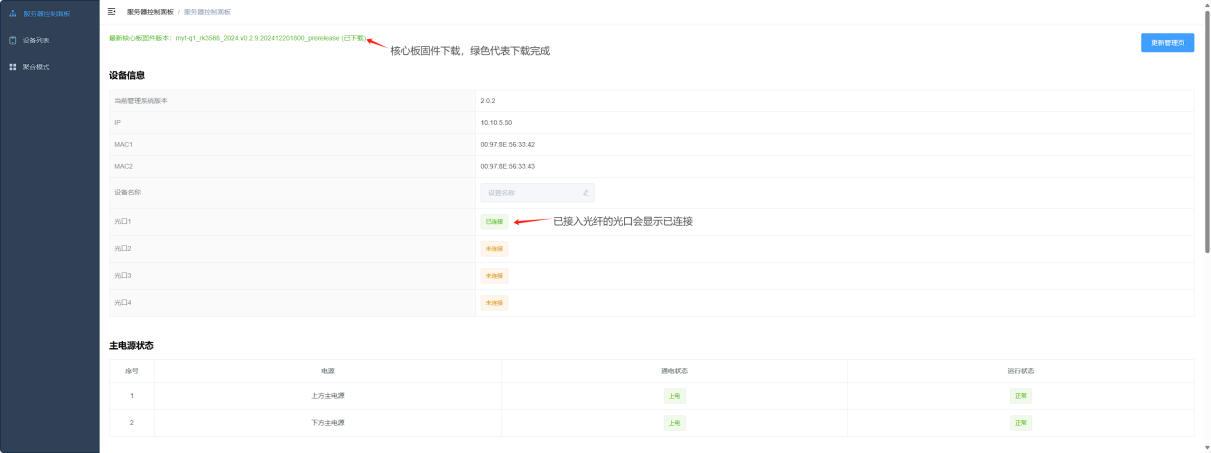 服务器控制面板
设备列表
聚合模式
服务器控制面板 / 服务器控制面板
最新核心板固件版本：myt-q1_rk3588_2024.v0.2.9.202412201800_prerelease (已下载)
核心板固件下载，绿色代表下载完成
更新管理员
设备信息
当前管理系统版本 2.0.2
IP 10.10.5.50
MAC1 00:97:8E:56:33:42
MAC2 00:97:8E:56:33:43
设备名称 设置名称
光口1 已连接
已接入光纤的光口会显示已连接
光口2 未连接
光口3 未连接
光口4 未连接
主电源状态
序号 电源 通电状态 运行状态
1 上方主电源 上电 正常
2 下方主电源 上电 正常